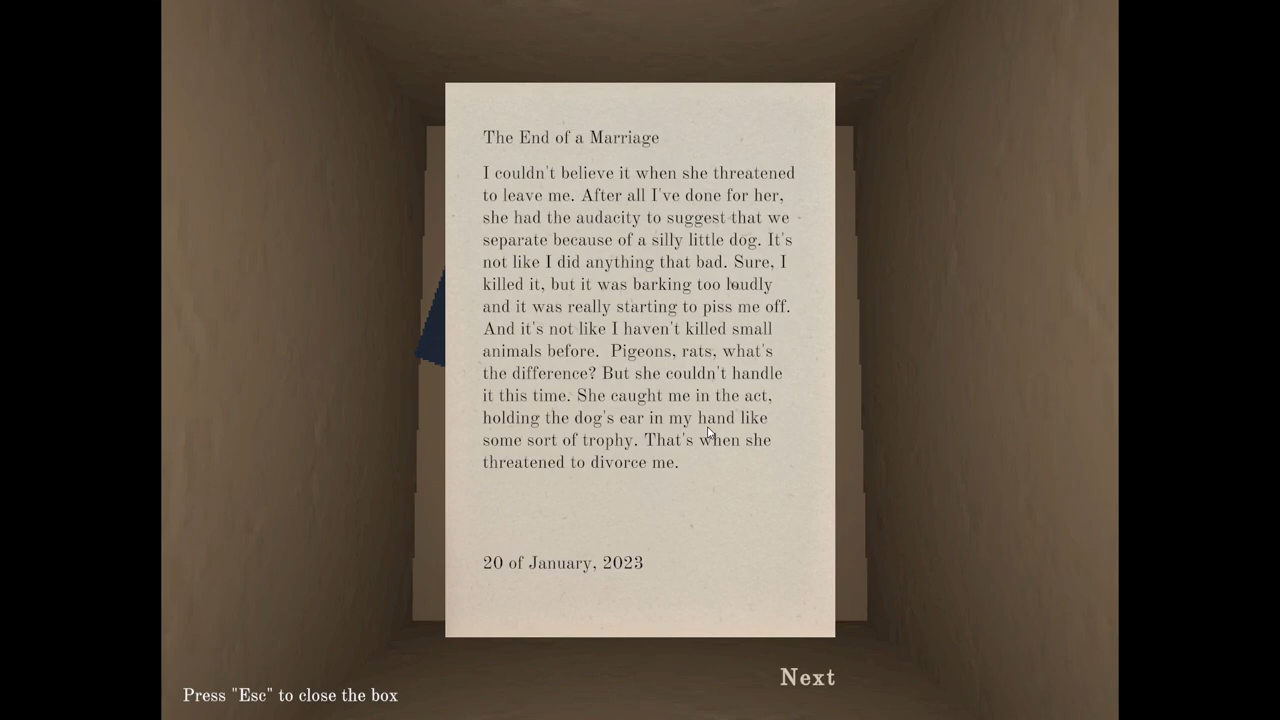 The End of a Marriage
I couldn't believe it when she threatened
to leave me. After all I've done for her,
she had the audacity to suggest that we
separate because of a silly little dog. It's
not like I did anything that bad. Sure, I
killed it, but it was barking too loudly
and it was really starting to piss me off.
And it's not like I haven't killed small
animals before.  Pigeons, rats, what's
the difference? But she couldn't handle
it this time. She caught me in the act,
holding the dog's ear in my hand like
some sort of trophy. That's when she
threatened to divorce me.
20 of January, 2023
Next
Press "Esc" to close the box